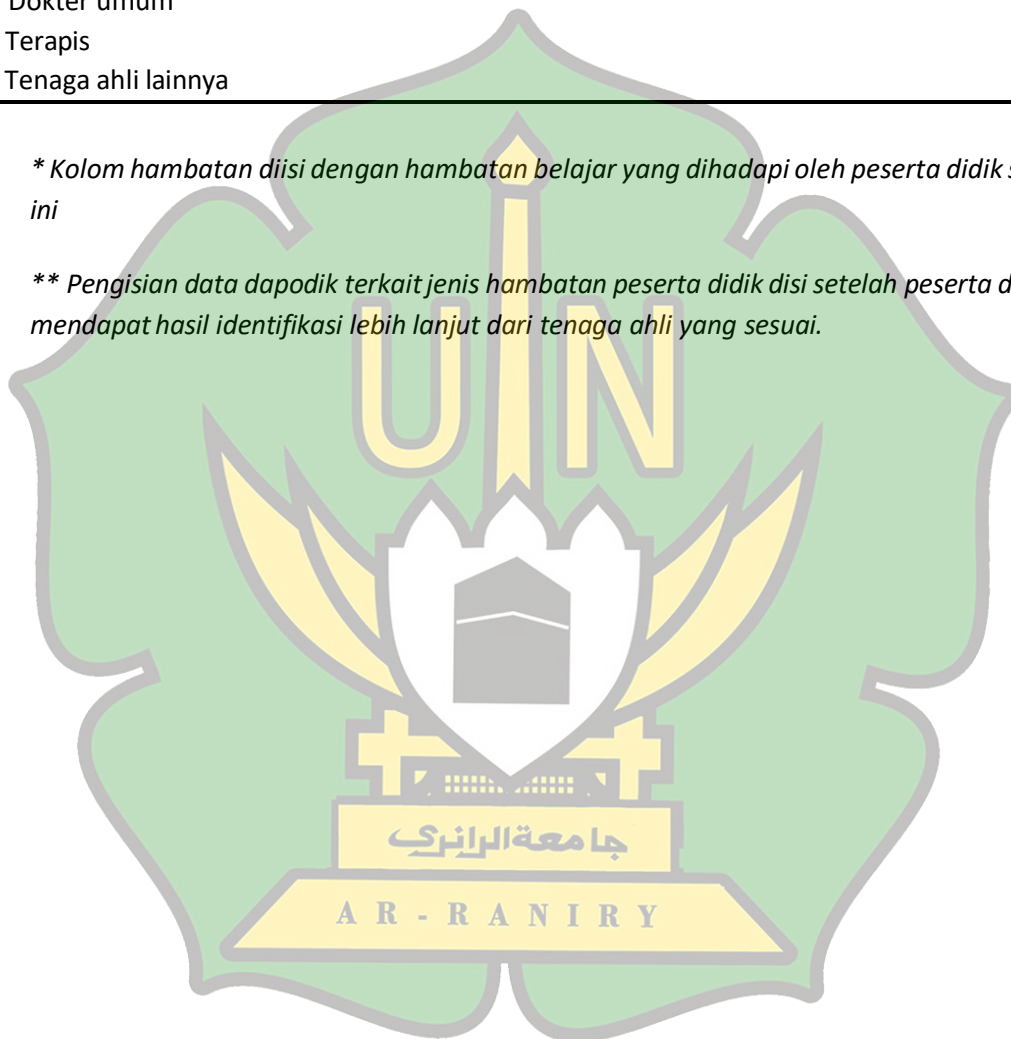 Dokter umum
Terapis
Tenaga ahli lainnya
* Kolom hambatan diisi dengan hambatan belajar yang dihadapi oleh peserta didik
ini
** Pengisian data dapodik terkait jenis hambatan peserta didik disi setelah peserta
mendapat hasil identifikasi lebih lanjut dari tenaga ahli yang sesuai.
UIN
جامعة الرانري
AR-RANIRY